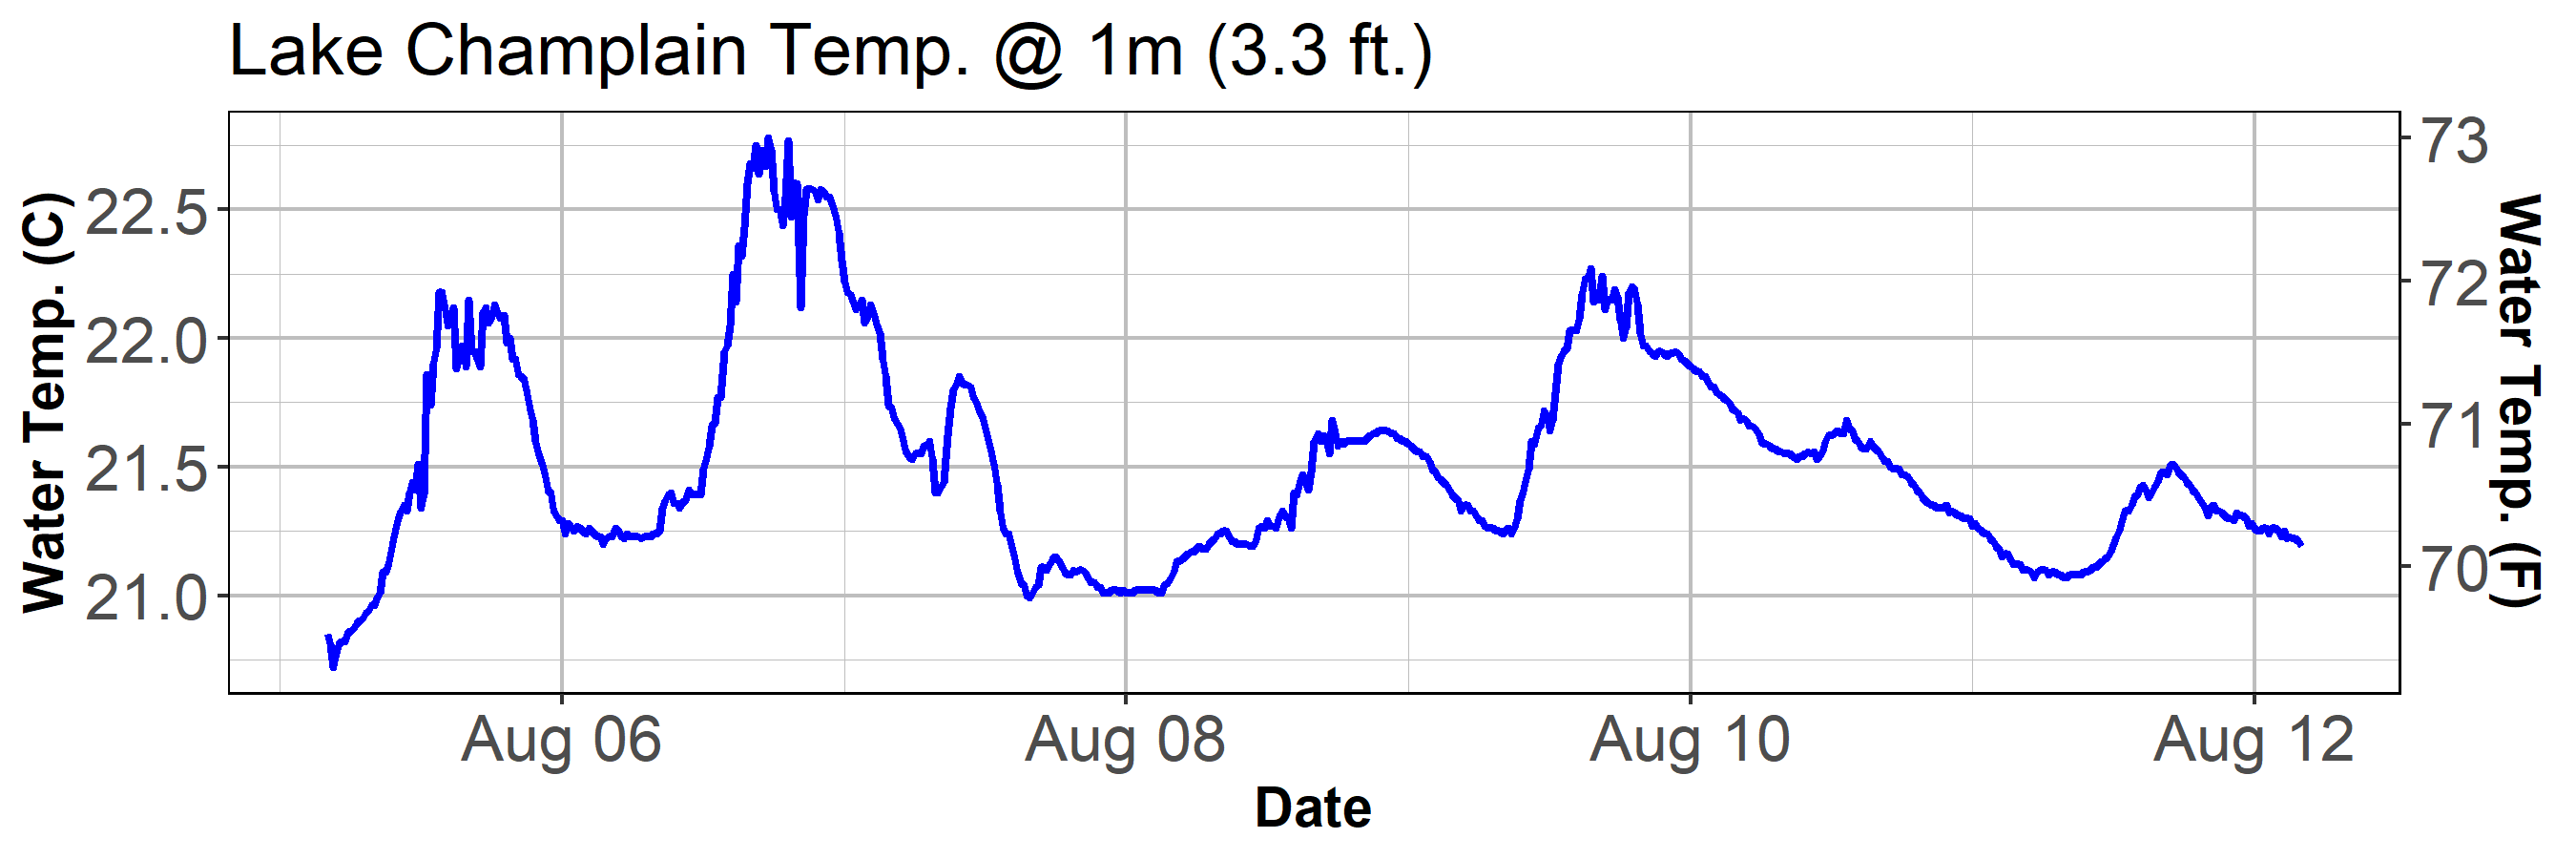 Lake Champlain Temp. @ 1m (3.3 ft.)
Water Temp. (C)
22.5
22.0
21.5
21.0
73
72
71
70
Water Temp. (F)
Aug 06
Aug 08
Aug 10
Aug 12
Date